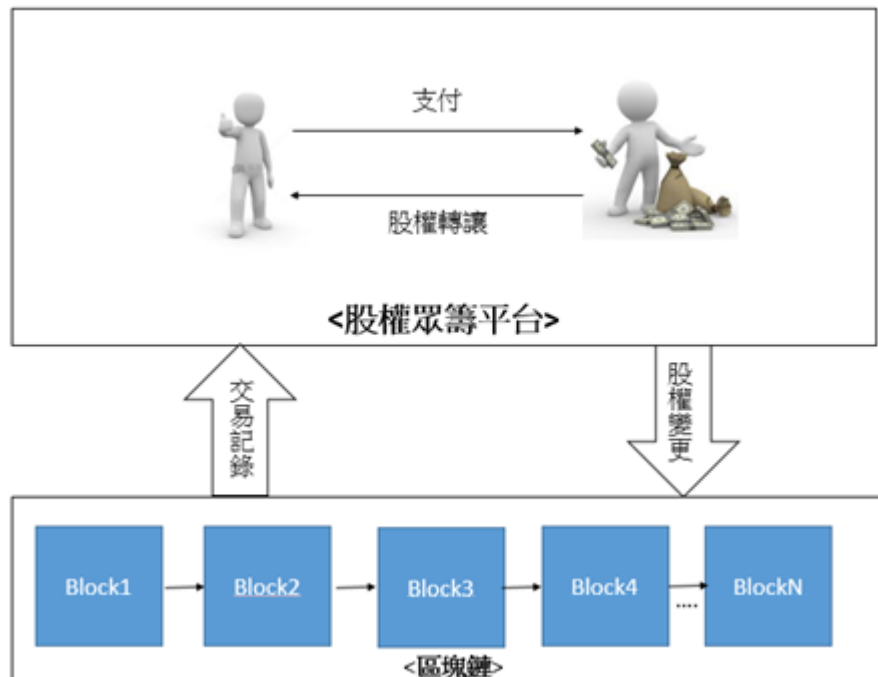 支付
股權轉讓
<股權眾籌平台>
交易記錄
股權變更
Block1
Block2
Block3
Block4
....
BlockN
<區塊鏈>